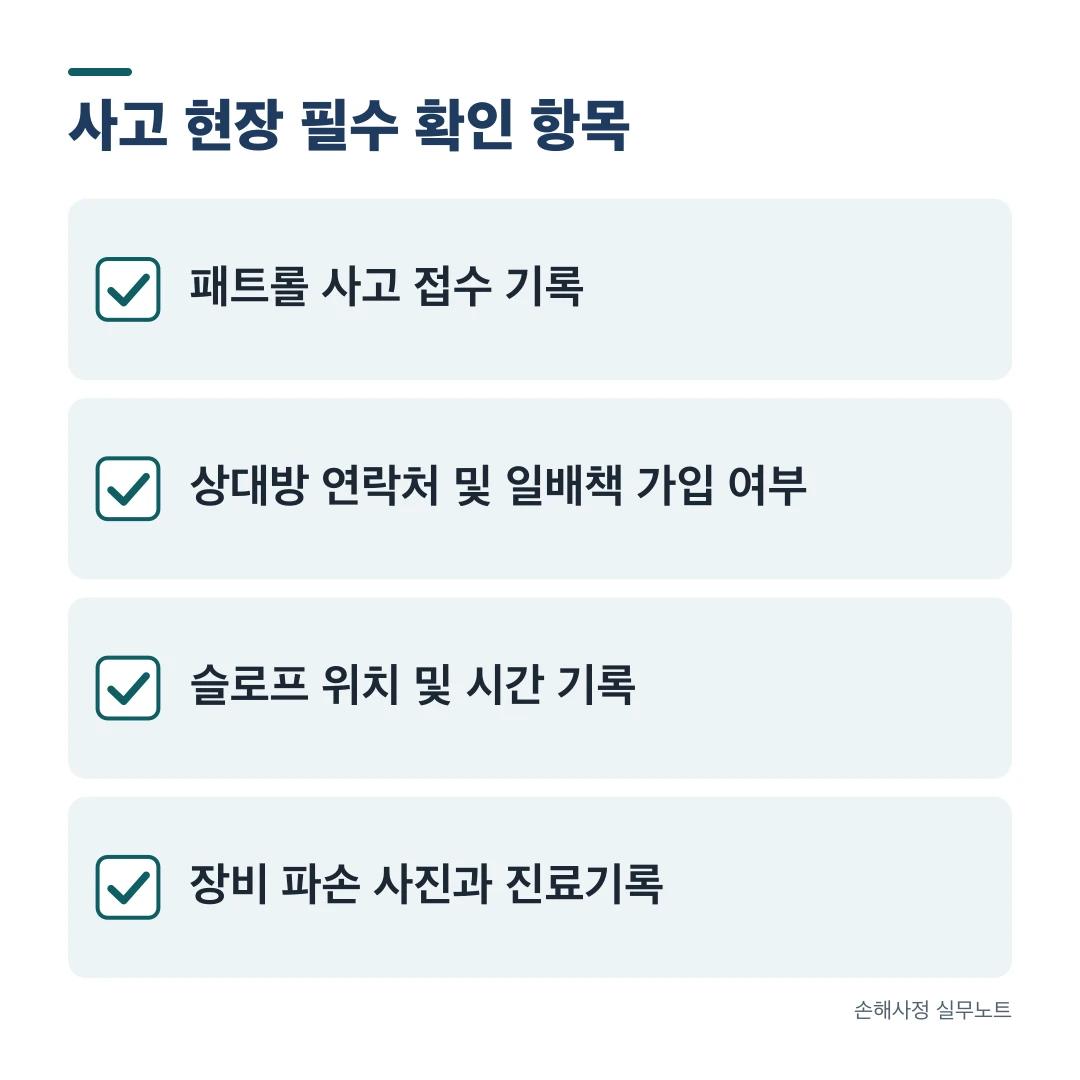 사고 현장 필수 확인 항목
패트롤 사고 접수 기록
상대방 연락처 및 일배책 가입 여부
슬로프 위치 및 시간 기록
장비 파손 사진과 진료기록
손해사정 실무노트